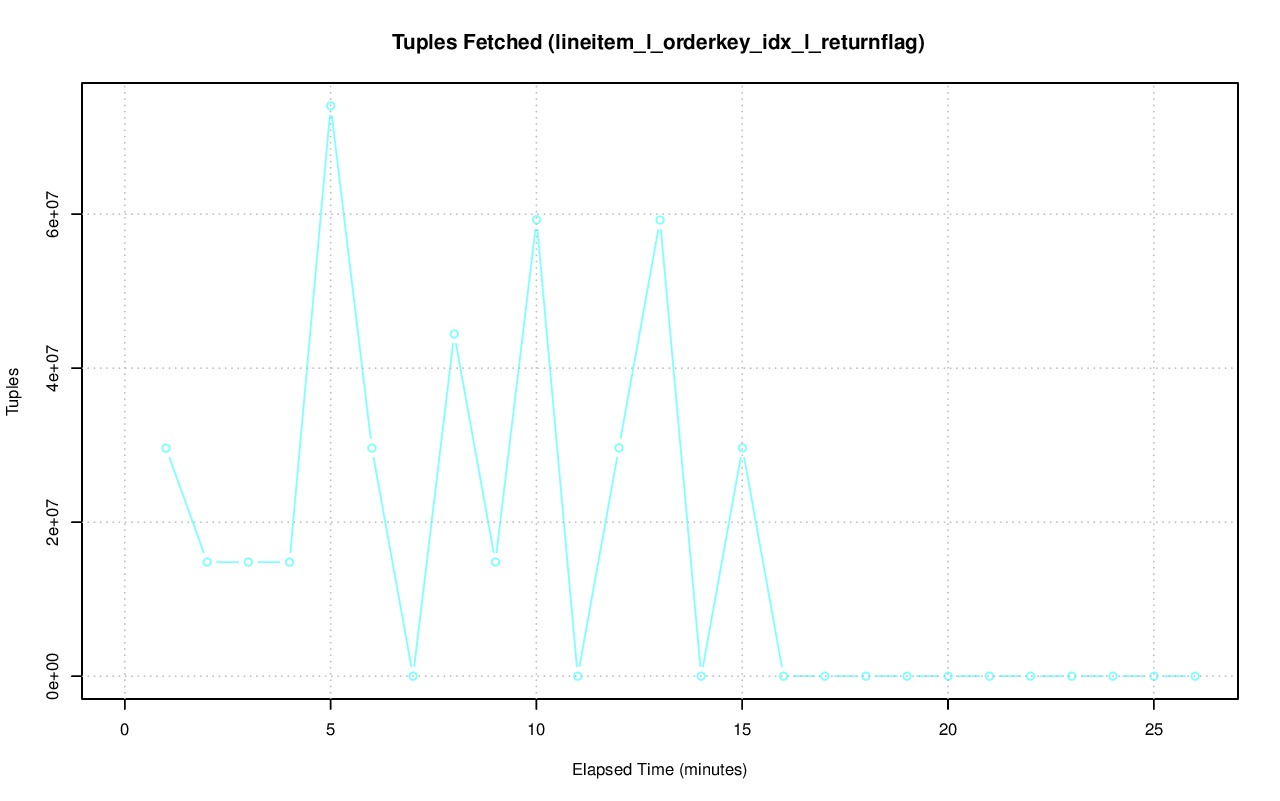 Tuples Fetched (lineitem_l_orderkey_idx_l_returnflag)
Tuples
6e+07
4e+07
2e+07
0e+00
0 5 10 15 20 25
Elapsed Time (minutes)